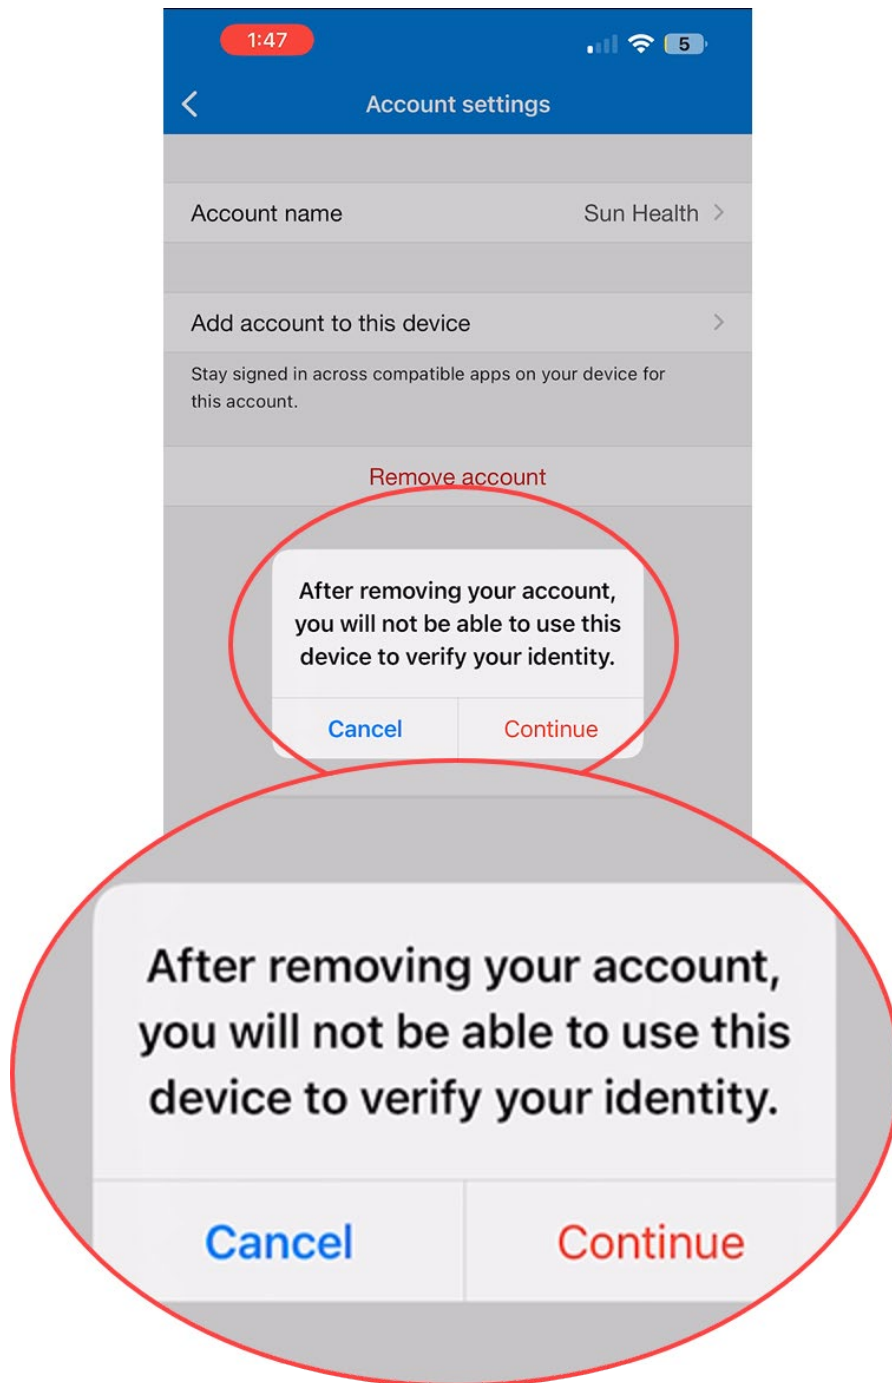 1:47
5
Account settings
Account name Sun Health
Add account to this device
Stay signed in across compatible apps on your device for
this account.
Remove account
After removing your account,
you will not be able to use this
device to verify your identity.
Cancel Continue
After removing your account,
you will not be able to use this
device to verify your identity.
Cancel Continue